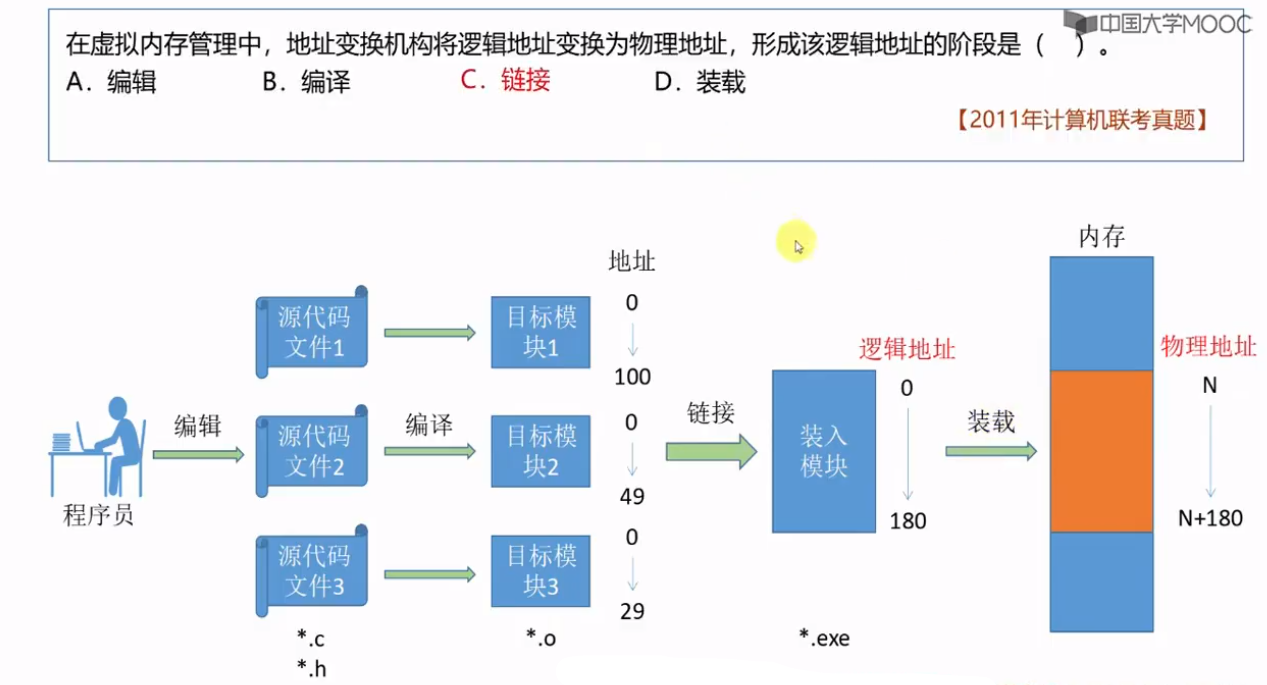 中国大学MOOC
在虚拟内存管理中，地址变换机构将逻辑地址变换为物理地址，形成该逻辑地址的阶段是（ ）。
A．编辑 B．编译 C．链接 D．装载
【2011年计算机联考真题】
程序员
编辑
源代码
文件1
源代码
文件2
源代码
文件3
*.c
*.h
编译
目标模
块1
目标模
块2
目标模
块3
*.o
地址
0
100
0
49
0
29
链接
装入
模块
*.exe
逻辑地址
0
180
装载
内存
物理地址
N
N+180